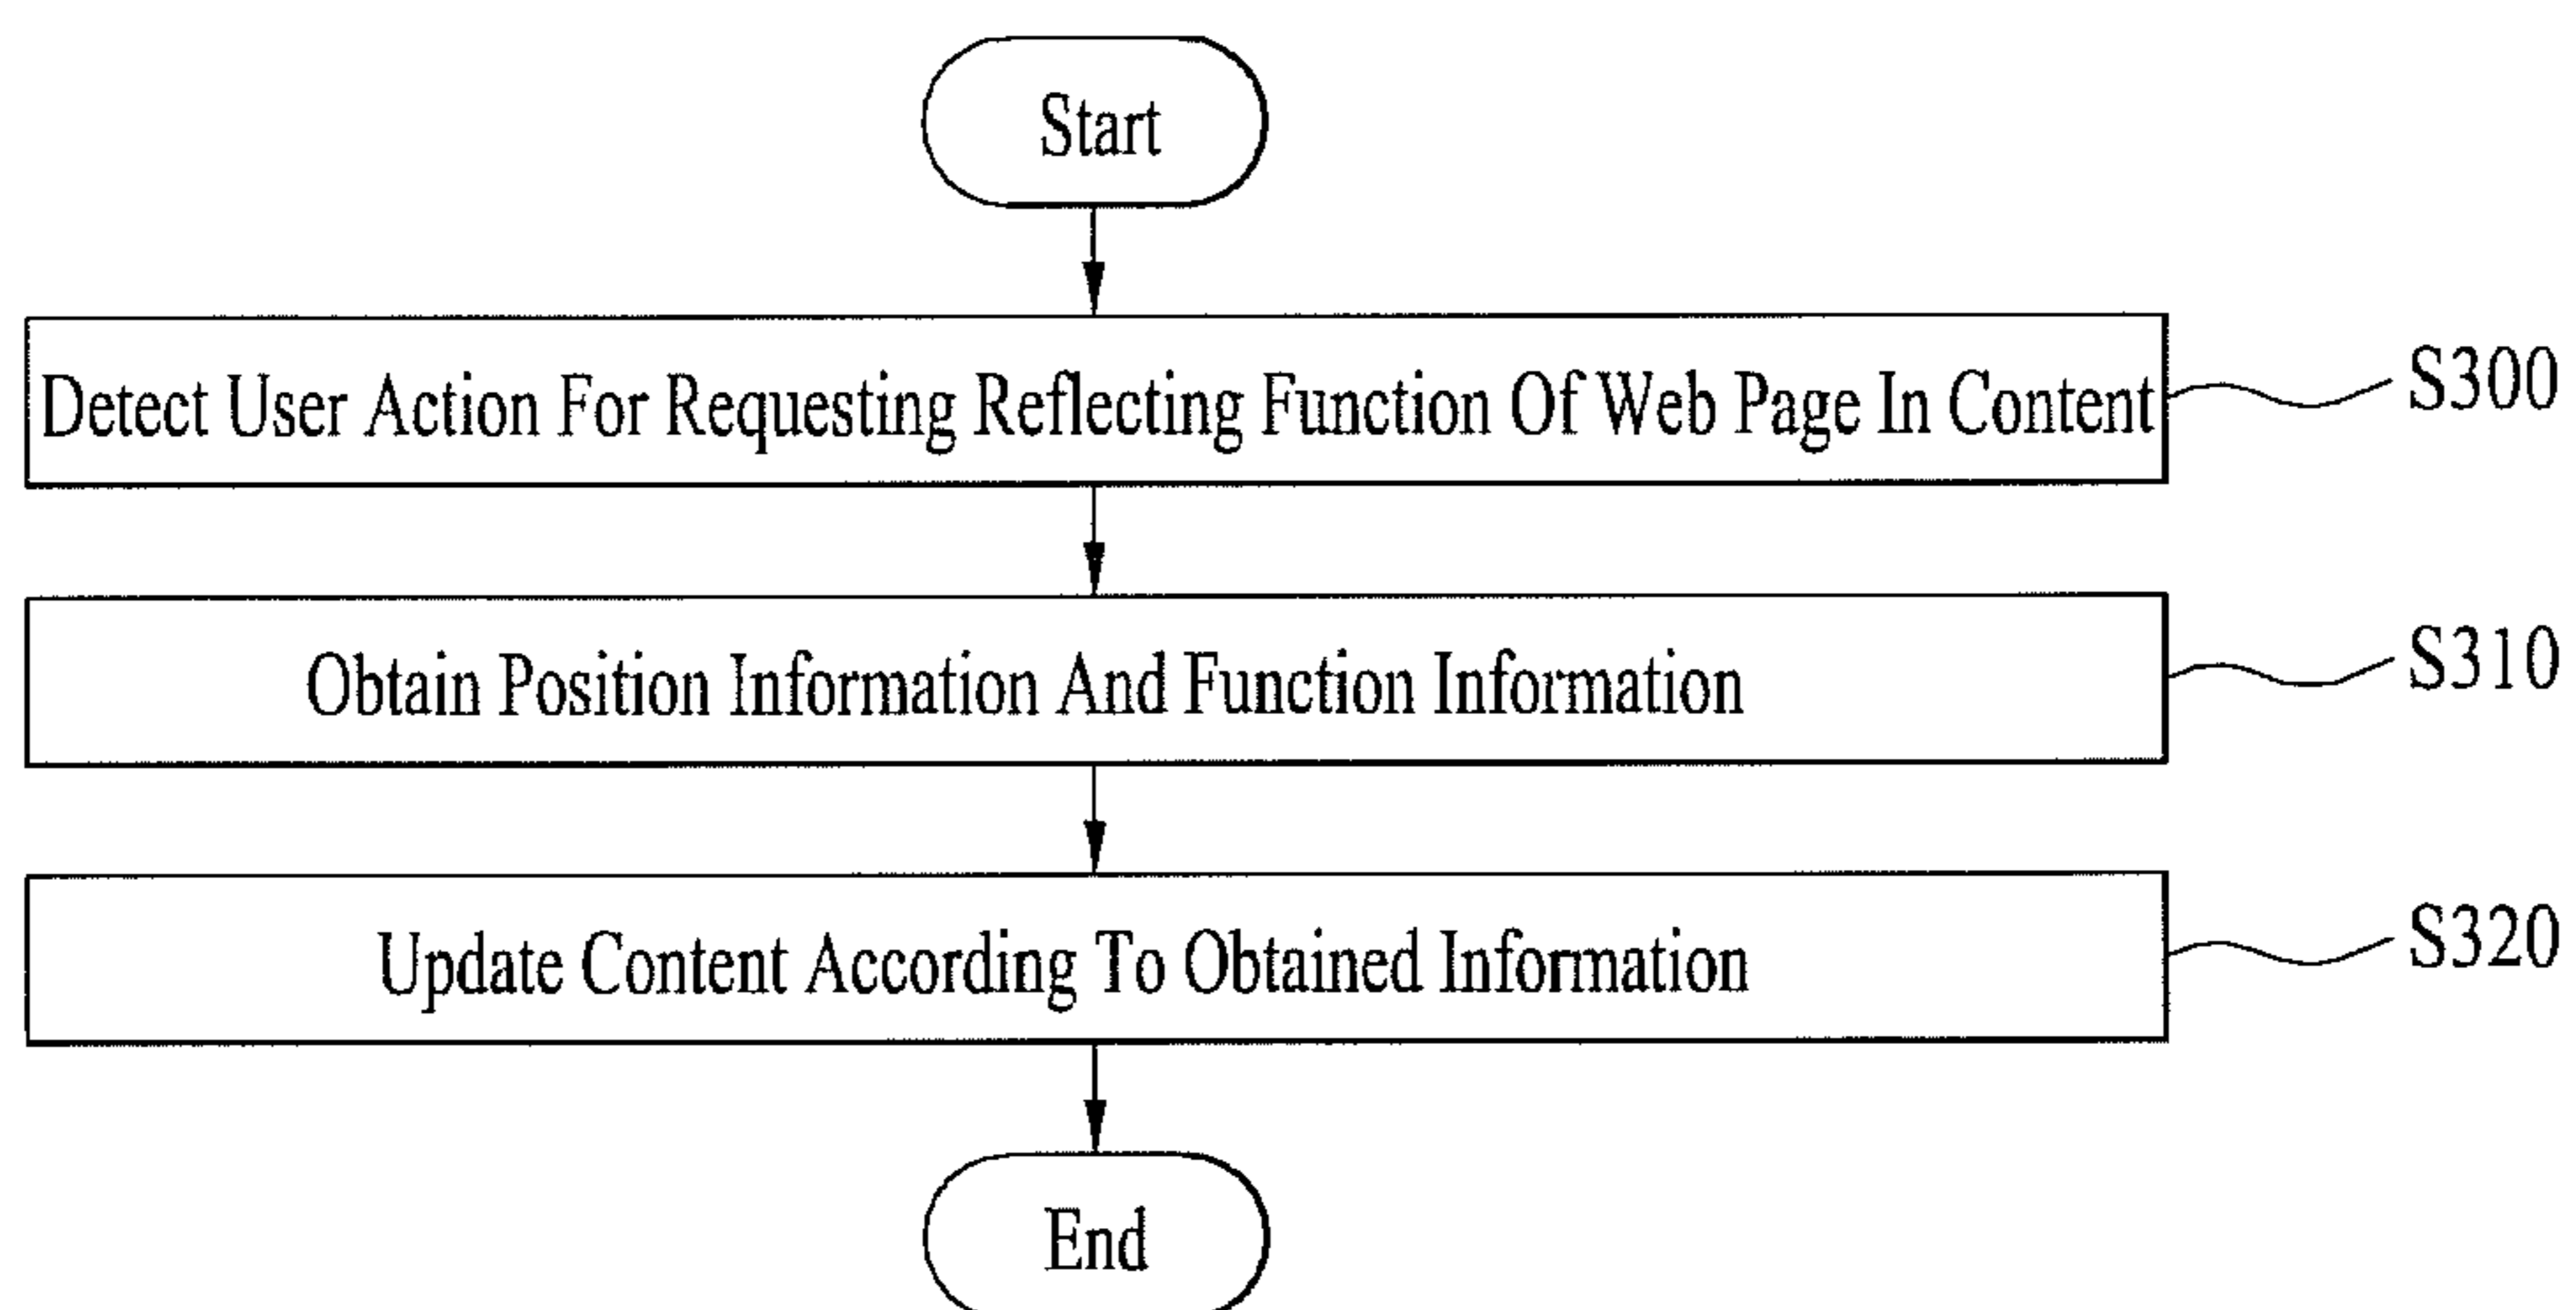 Start
Detect User Action For Requesting Reflecting Function Of Web Page In Content
S300
Obtain Position Information And Function Information
S310
Update Content According To Obtained Information
S320
End